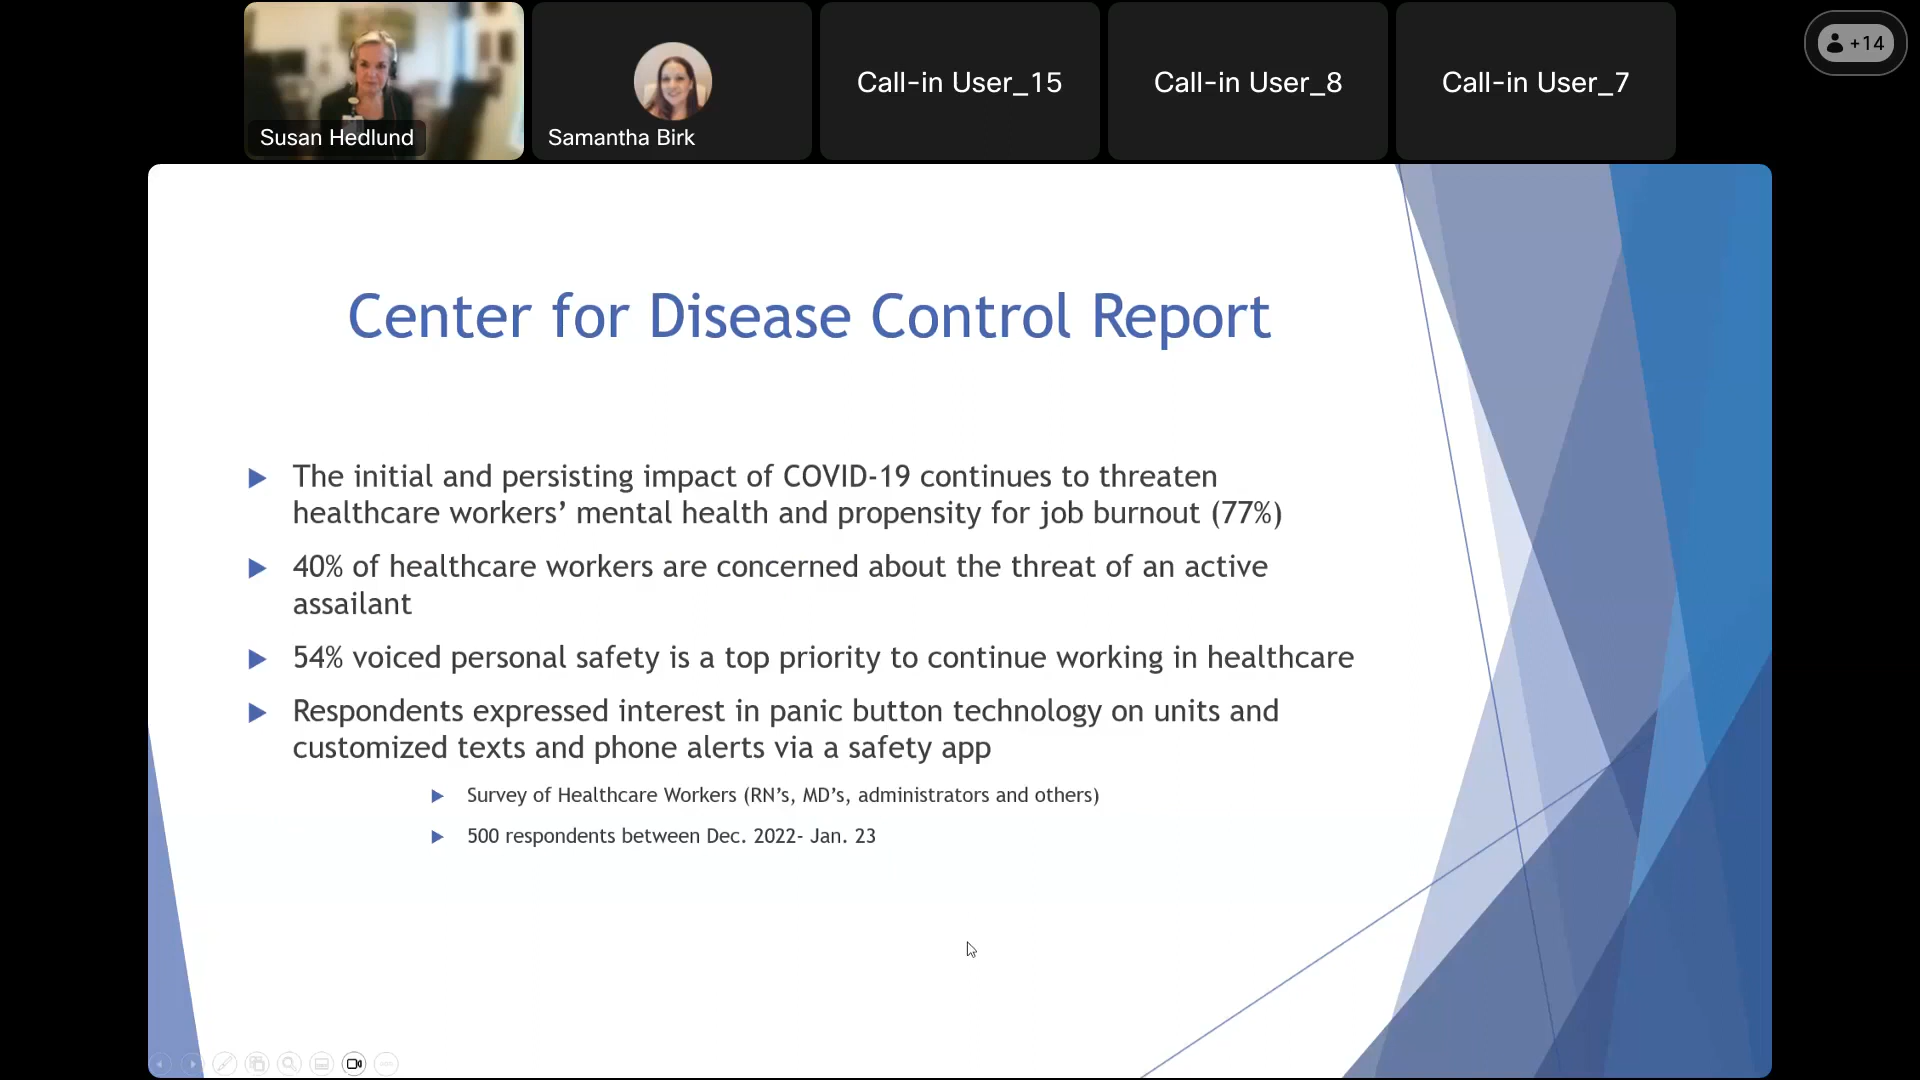 Susan Hedlund
Samantha Birk
Call-in User_15
Call-in User_8
Call-in User_7
+14
Center for Disease Control Report
The initial and persisting impact of COVID-19 continues to threaten
healthcare workers’ mental health and propensity for job burnout (77%)
40% of healthcare workers are concerned about the threat of an active
assailant
54% voiced personal safety is a top priority to continue working in healthcare
Respondents expressed interest in panic button technology on units and
customized texts and phone alerts via a safety app
Survey of Healthcare Workers (RN’s, MD’s, administrators and others)
500 respondents between Dec. 2022- Jan. 23